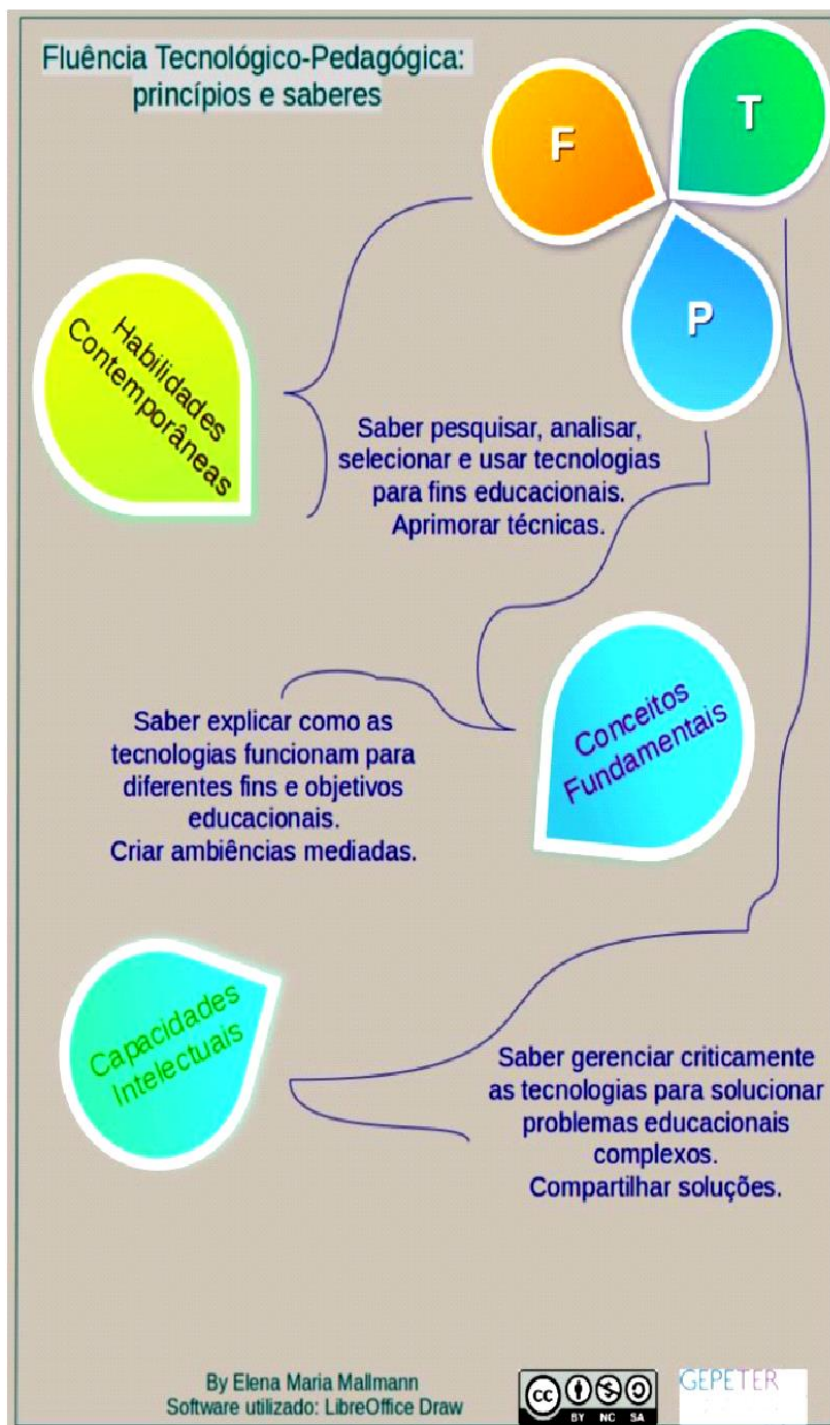 Fluência Tecnológico-Pedagógica:
princípios e saberes
F
T
P
Habilidades
Contemporâneas
Saber pesquisar, analisar,
selecionar e usar tecnologias
para fins educacionais.
Aprimorar técnicas.
Conceitos
Fundamentais
Saber explicar como as
tecnologias funcionam para
diferentes fins e objetivos
educacionais.
Criar ambiências mediadas.
Capacidades
Intelectuais
Saber gerenciar criticamente
as tecnologias para solucionar
problemas educacionais
complexos.
Compartilhar soluções.
By Elena Maria Mallmann
Software utilizado: LibreOffice Draw
cc
BY NC SA
GEPETER